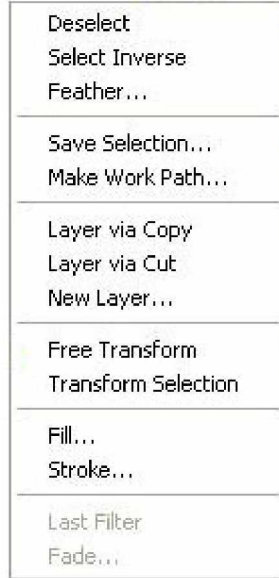 Deselect
Select Inverse
Feather...
Save Selection...
Make Work Path...
Layer via Copy
Layer via Cut
New Layer...
Free Transform
Transform Selection
Fill...
Stroke...
Last Filter
Fade...